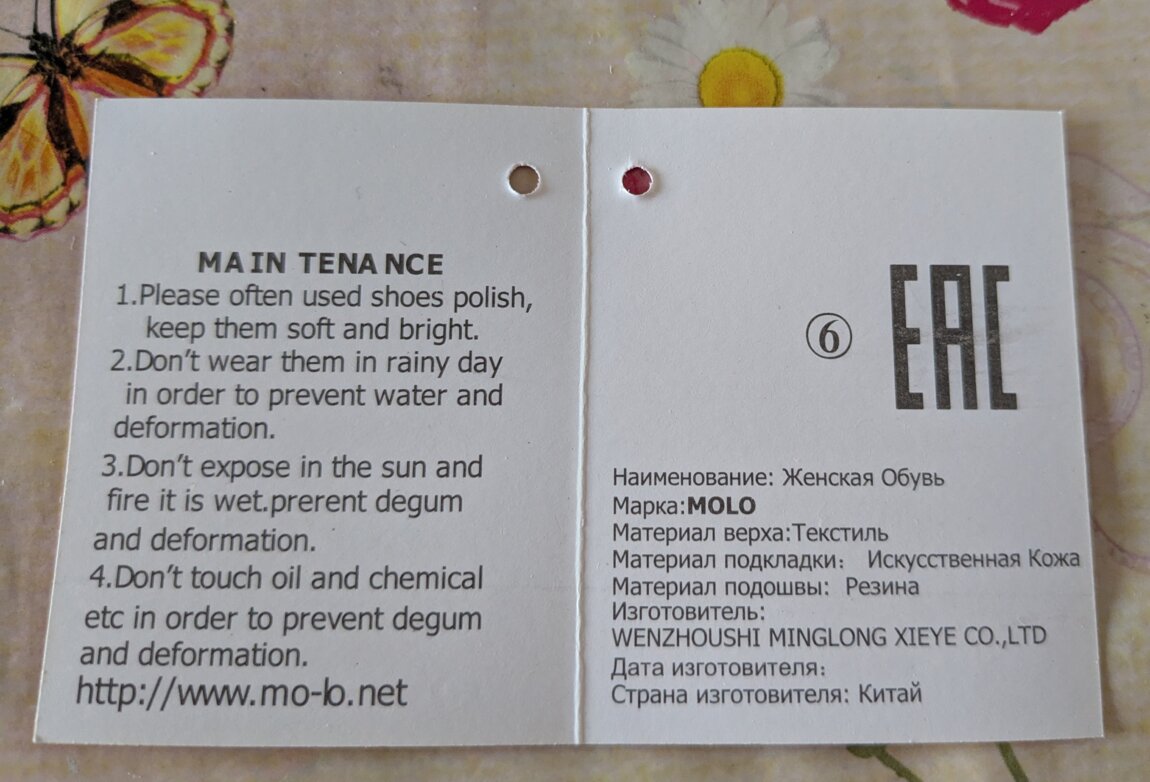 MAIN TENANCE
1.Please often used shoes polish,
keep them soft and bright.
2.Don't wear them in rainy day
in order to prevent water and
deformation.
3.Don't expose in the sun and
fire it is wet.prerent degum
and deformation.
4.Don't touch oil and chemical
etc in order to prevent degum
and deformation.
http://www.mo-lo.net
⑥
EAC
Наименование: Женская Обувь
Марка:MOLO
Материал верха:Текстиль
Материал подкладки: Искусственная Кожа
Материал подошвы: Резина
Изготовитель:
WENZHOUSHI MINGLONG XIEYE CO.,LTD
Дата изготовителя:
Страна изготовителя: Китай